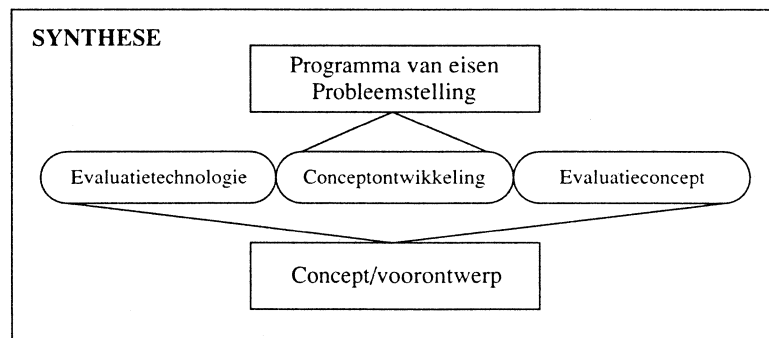 SYNTHESE
Programma van eisen
Probleemstelling
Evaluatietechnologie
Conceptontwikkeling
Evaluatieconcept
Concept/voorontwerp